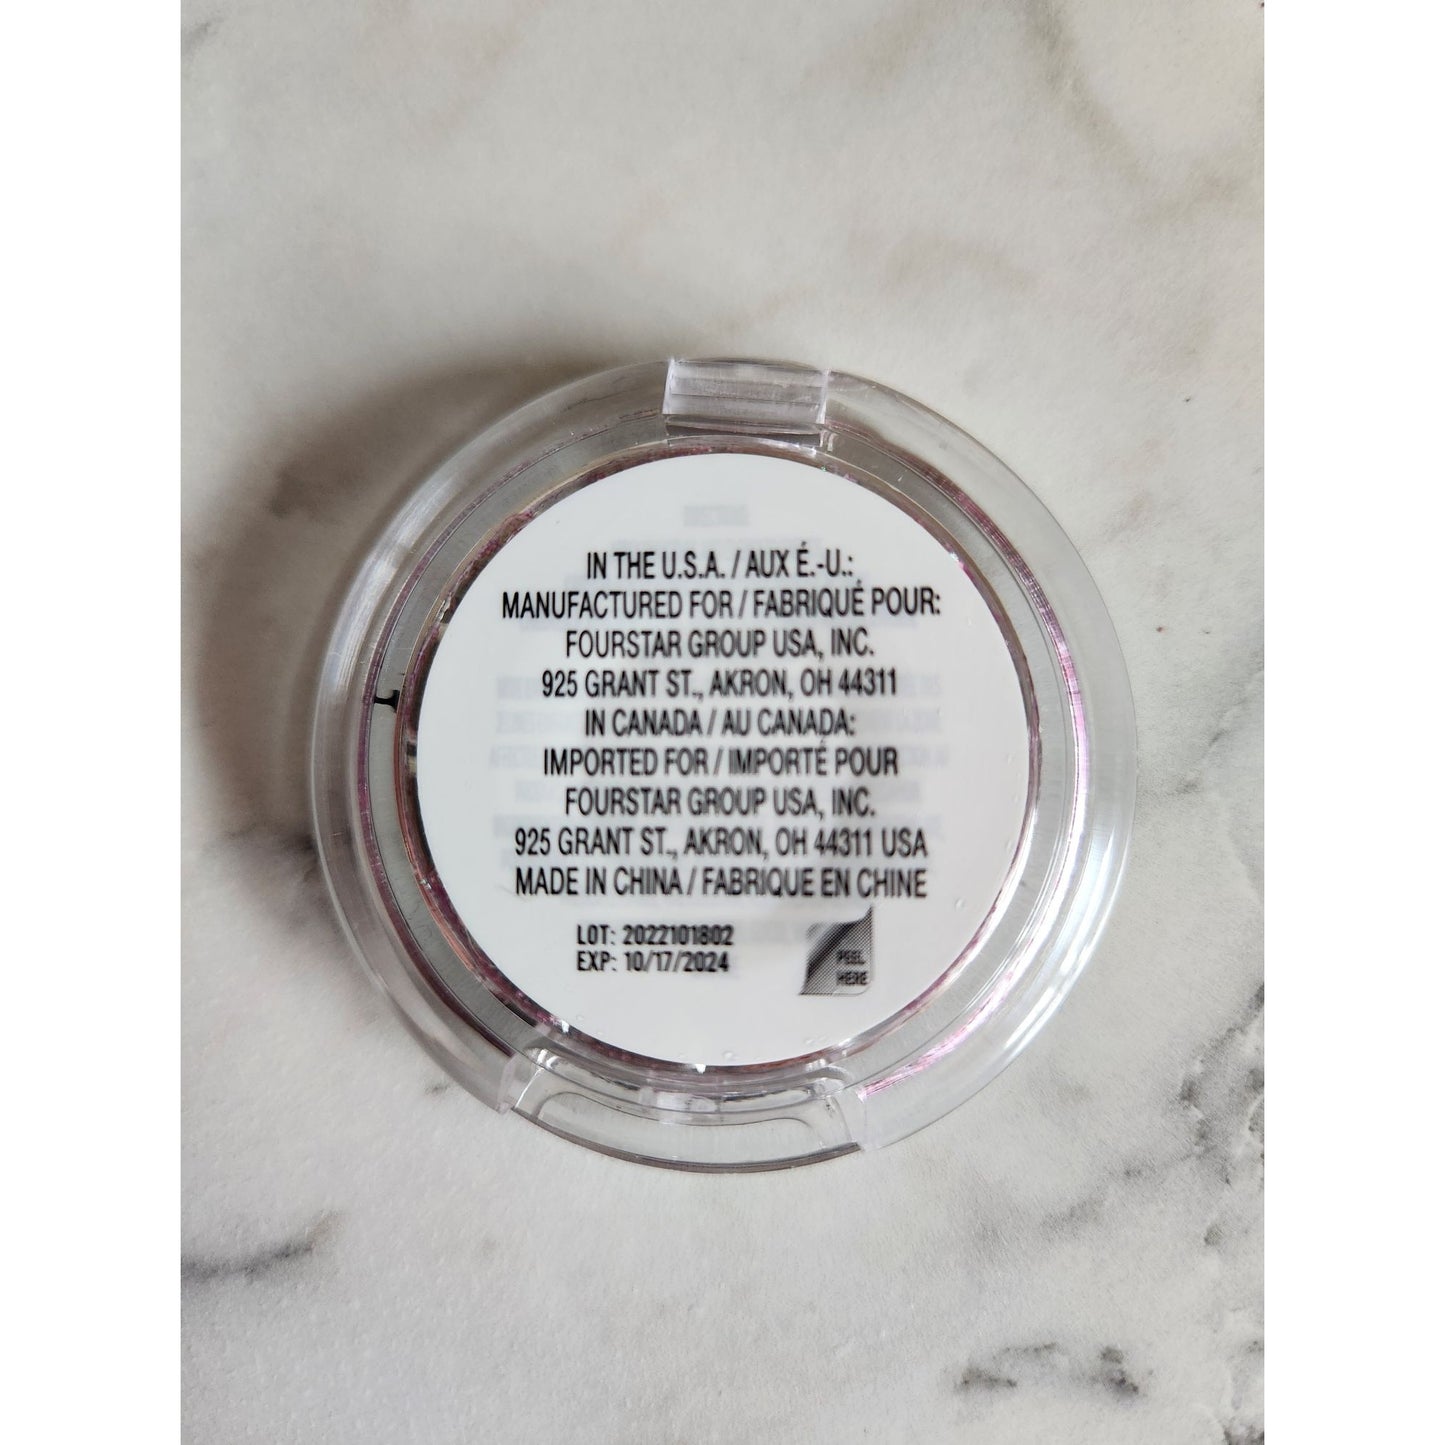 IN THE U.S.A. / AUX É.-U.:
MANUFACTURED FOR / FABRIQUÉ POUR:
FOURSTAR GROUP USA, INC.
925 GRANT ST., AKRON, OH 44311
IN CANADA / AU CANADA:
IMPORTED FOR / IMPORTÉ POUR
FOURSTAR GROUP USA, INC.
925 GRANT ST., AKRON, OH 44311 USA
MADE IN CHINA / FABRIQUE EN CHINE
LOT: 2022101802
EXP: 10/17/2024
PEEL
HERE